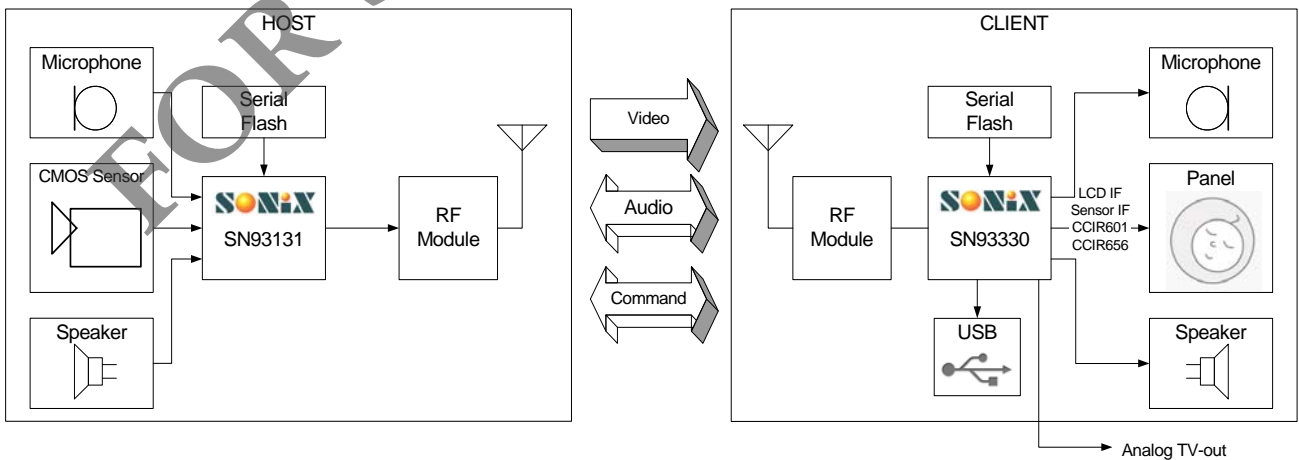 HOST
Microphone
Serial
Flash
CMOS Sensor
SONiX
SN93131
RF
Module
Speaker
Video
Audio
Command
CLIENT
Serial
Flash
Microphone
RF
Module
SONiX
SN93330
LCD IF
Sensor IF
CCIR601
CCIR656
Panel
USB
Speaker
Analog TV-out
FOR